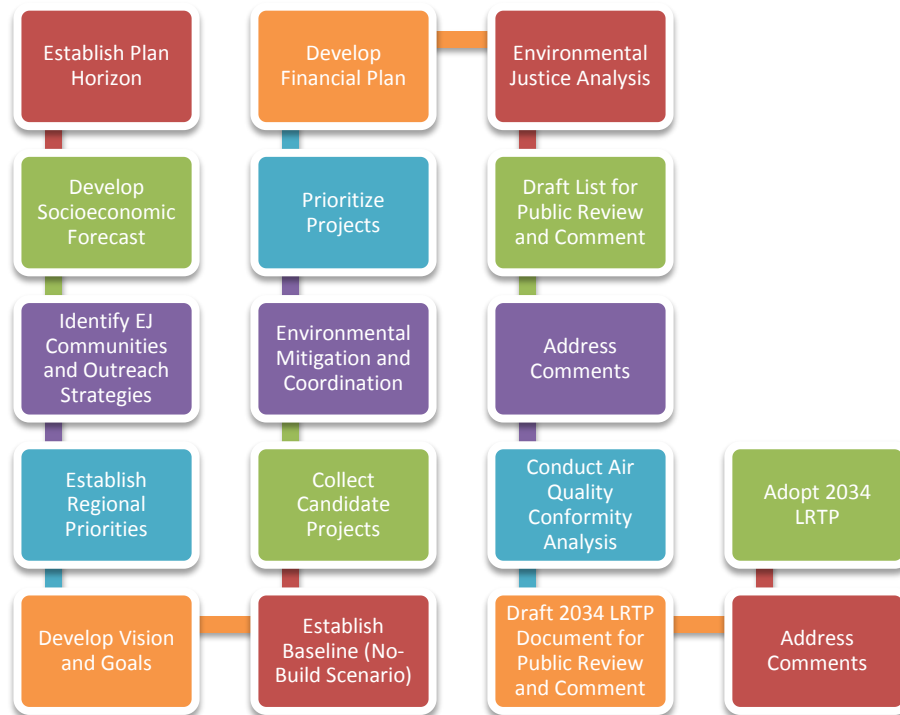 Establish Plan
Horizon
Develop
Socioeconomic
Forecast
Identify EJ
Communities
and Outreach
Strategies
Establish
Regional
Priorities
Develop Vision
and Goals
Establish
Baseline (No-
Build Scenario)
Collect
Candidate
Projects
Environmental
Mitigation and
Coordination
Prioritize
Projects
Develop
Financial Plan
Environmental
Justice Analysis
Draft List for
Public Review
and Comment
Address
Comments
Conduct Air
Quality
Conformity
Analysis
Draft 2034 LRTP
Document for
Public Review
and Comment
Address
Comments
Adopt 2034
LRTP